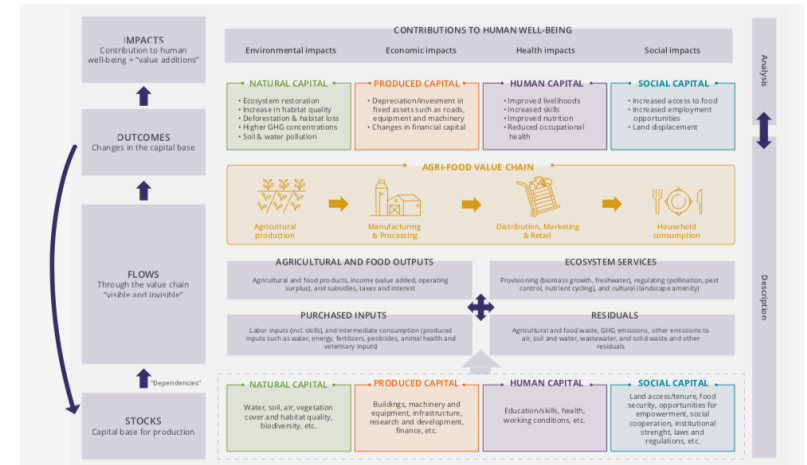 IMPACTS
Contribution to human
well-being = "value additions"
OUTCOMES
Changes in the capital base
FLOWS
Through the value chain
"visible and invisible"
"Dependencies"
STOCKS
Capital base for production
CONTRIBUTIONS TO HUMAN WELL-BEING
Environmental impacts
Economic impacts
Health impacts
Social impacts
NATURAL CAPITAL
• Ecosystem restoration
• Increase in habitat quality
• Deforestation & habitat loss
• Higher GHG concentrations
• Soil & water pollution
PRODUCED CAPITAL
• Depreciation/Invesment in
fixed assets such as roads,
equipment and machinery
• Changes in financial capital
HUMAN CAPITAL
• Improved livelihoods
• Increased skills
• Improved nutrition
• Reduced occupational
health
SOCIAL CAPITAL
• Increased access to food
• Increased employment
opportunities
• Land displacement
AGRI-FOOD VALUE CHAIN
Agricultural
production
Manufacturing
& Processing
Distribution, Marketing
& Retail
Household
consumption
AGRICULTURAL AND FOOD OUTPUTS
Agricultural and food products, income (value added, operating
surplus), and subsidies, taxes and interest
ECOSYSTEM SERVICES
Provisioning (biomass growth, freshwater), regulating (pollination, pest
control, nutrient cycling), and cultural (landscape amenity)
PURCHASED INPUTS
Labor inputs (incl. skills) and intermediate consumption (produced
inputs such as water, energy, fertilizers, pesticides, animal health and
veterinary inputs)
RESIDUALS
Agricultural and food waste, GHG emissions, other emissions to
air, soil and water, wastewater, and solid waste and other
residuals
NATURAL CAPITAL
Water, soil, air, vegetation
cover and habitat quality,
biodiversity, etc.
PRODUCED CAPITAL
Buildings, machinery and
equipment, infrastructure,
research and development,
finance, etc.
HUMAN CAPITAL
Education/skills, health,
working conditions, etc.
SOCIAL CAPITAL
Land access/tenure, food
security, opportunities for
empowerment, social
cooperation, institutional
strenght, laws and
regulations, etc.
Analysis
Description